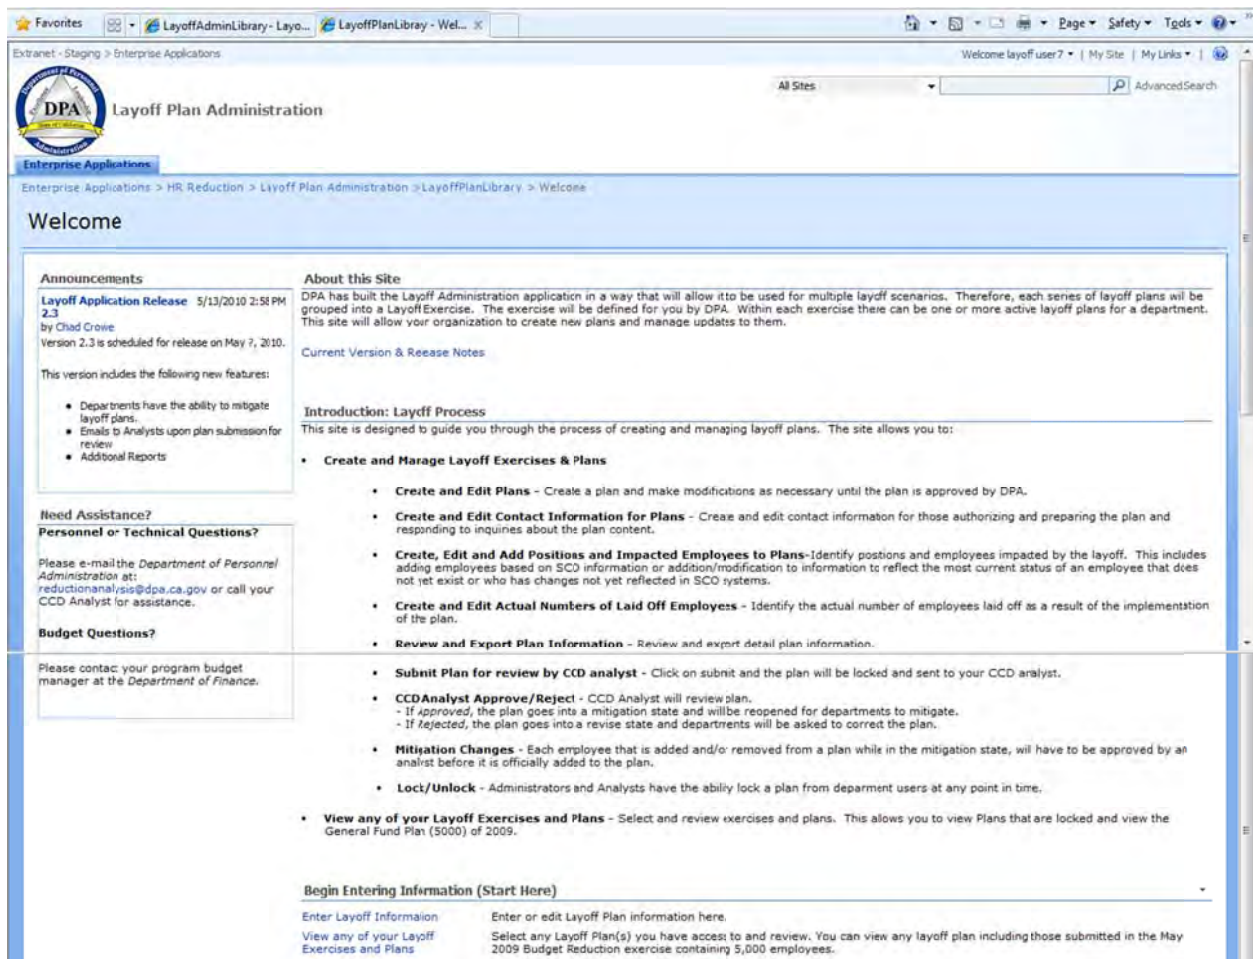 Favorites
LayoffAdminLibrary - Layo...
LayoffPlanLibray - Wel...
Page
Safety
Tools
Extranet - Staging > Enterprise Applications
Welcome layoff user7
| My Site | My Links |
Department of Personnel
DPA
State of California
Administration
Layoff Plan Administration
All Sites
Advanced Search
Enterprise Applications
Enterprise Applications > HR Reduction > Layoff Plan Administration > LayoffPlanLibrary > Welcome
Welcome
Announcements
Layoff Application Release 5/13/2010 2:58 PM
2.3
by Chad Crowe
Version 2.3 is scheduled for release on May 7, 2010.
This version includes the following new features:
• Departments have the ability to mitigate
layoff plans.
• Emails to Analysts upon plan submission for
review
• Additional Reports
Need Assistance?
Personnel or Technical Questions?
Please e-mail the Department of Personnel
Administration at:
reductionanalysis@dpa.ca.gov or call your
CCD Analyst for assistance.
Budget Questions?
Please contact your program budget
manager at the Department of Finance.
About this Site
DPA has built the Layoff Administration application in a way that will allow it to be used for multiple layoff scenarios. Therefore, each series of layoff plans will be
grouped into a Layoff Exercise. The exercise will be defined for you by DPA. Within each exercise there can be one or more active layoff plans for a department.
This site will allow your organization to create new plans and manage updates to them.
Current Version & Release Notes
Introduction: Layoff Process
This site is designed to guide you through the process of creating and managing layoff plans. The site allows you to:
• Create and Manage Layoff Exercises & Plans
• Create and Edit Plans - Create a plan and make modifications as necessary until the plan is approved by DPA.
• Create and Edit Contact Information for Plans - Create and edit contact information for those authorizing and preparing the plan and
responding to inquiries about the plan content.
• Create, Edit and Add Positions and Impacted Employees to Plans-Identify positions and employees impacted by the layoff. This includes
adding employees based on SCO information or addition/modification to information to reflect the most current status of an employee that does
not yet exist or who has changes not yet reflected in SCO systems.
• Create and Edit Actual Numbers of Laid Off Employees - Identify the actual number of employees laid off as a result of the implementation
of the plan.
• Review and Export Plan Information - Review and export detail plan information.
• Submit Plan for review by CCD analyst - Click on submit and the plan will be locked and sent to your CCD analyst.
• CCD Analyst Approve/Reject - CCD Analyst will review plan.
- If Approved, the plan goes into a mitigation state and will be reopened for departments to mitigate.
- If Rejected, the plan goes into a revise state and departments will be asked to correct the plan.
• Mitigation Changes - Each employee that is added and/or removed from a plan while in the mitigation state, will have to be approved by an
analyst before it is officially added to the plan.
• Lock/Unlock - Administrators and Analysts have the ability lock a plan from deparment users at any point in time.
• View any of your Layoff Exercises and Plans - Select and review exercises and plans. This allows you to view Plans that are locked and view the
General Fund Plan (5000) of 2009.
Begin Entering Information (Start Here)
Enter Layoff Information
Enter or edit Layoff Plan information here.
View any of your Layoff
Exercises and Plans
Select any Layoff Plan(s) you have access to and review. You can view any layoff plan including those submitted in the May
2009 Budget Reduction exercise containing 5,000 employees.